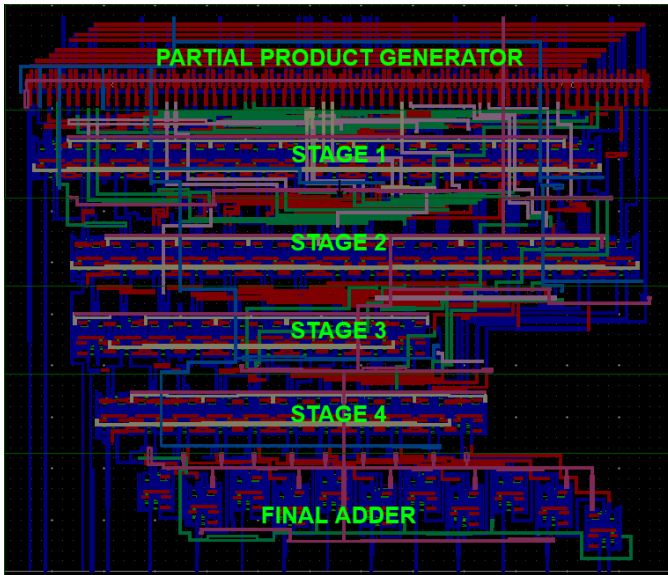 PARTIAL PRODUCT GENERATOR
STAGE 1
STAGE 2
STAGE 3
STAGE 4
FINAL ADDER